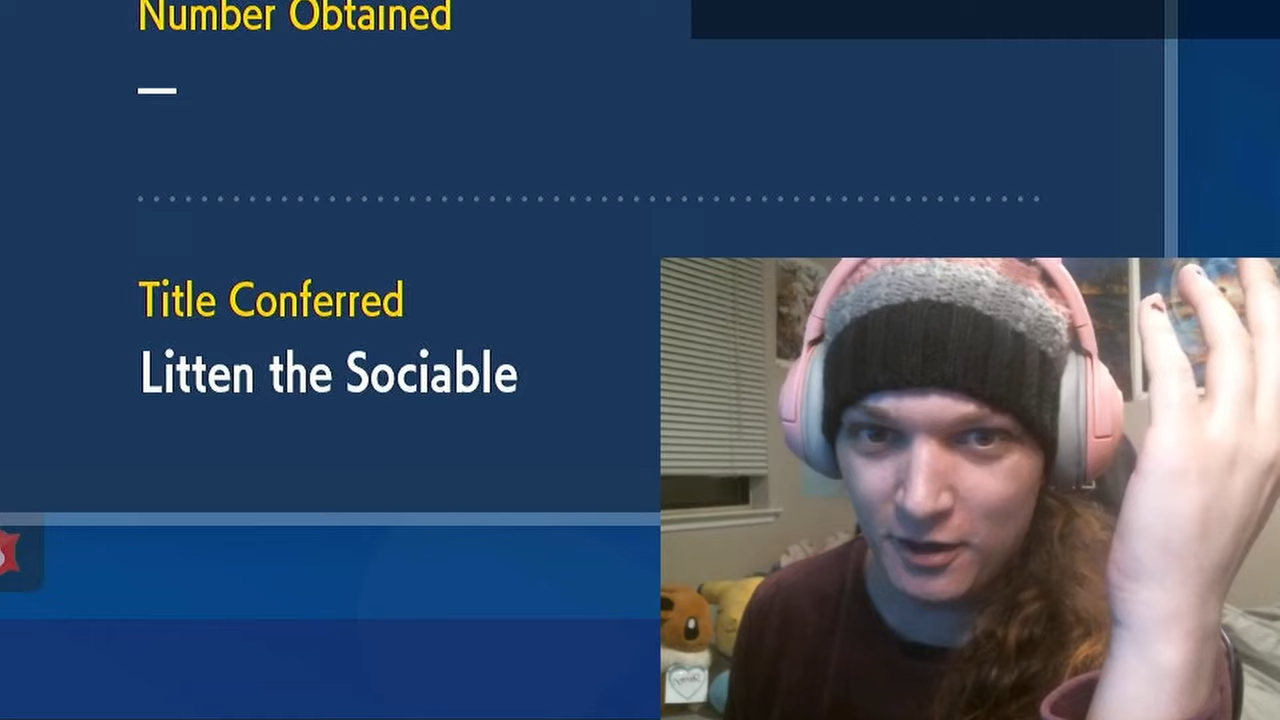 Number Obtained
—
Title Conferred
Litten the Sociable